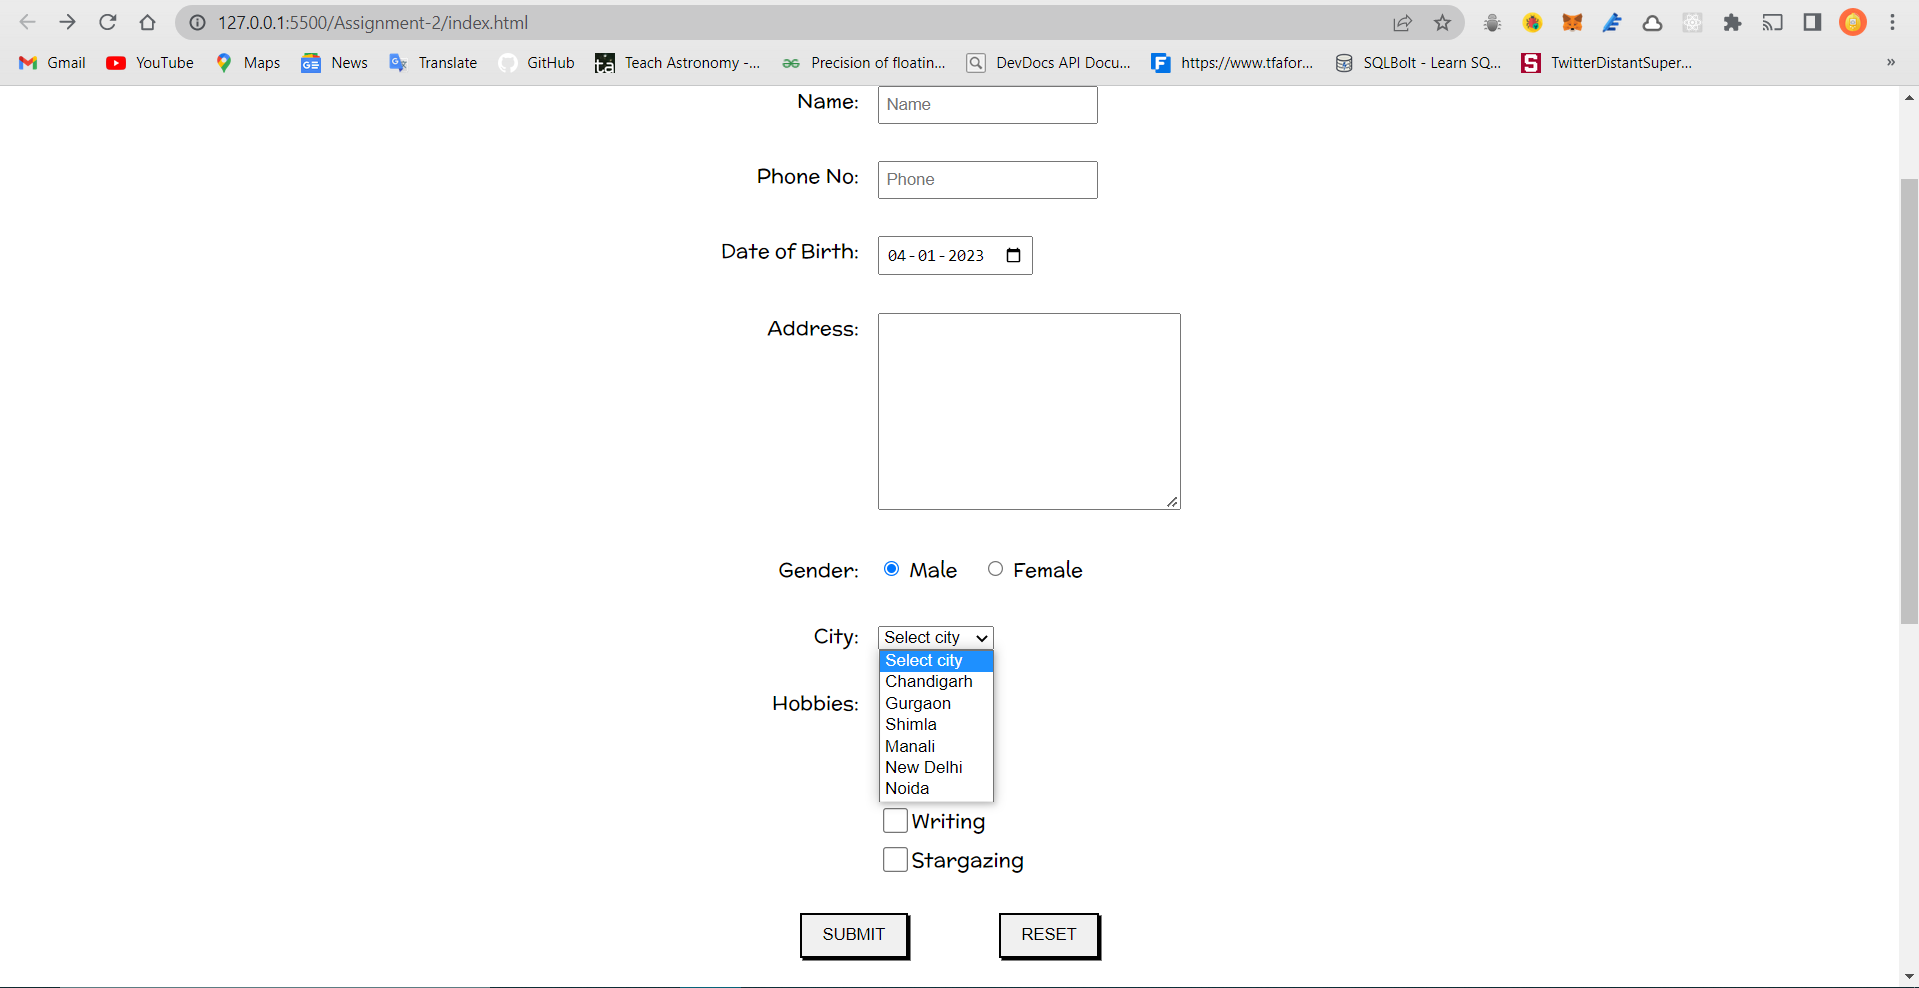 127.0.0.1:5500/Assignment-2/index.html
Gmail YouTube Maps News Translate GitHub Teach Astronomy -... Precision of floatin... DevDocs API Docu... https://www.tfafor... SQLBolt - Learn SQ... TwitterDistantSuper... »
Name: Name
Phone No: Phone
Date of Birth: 04-01-2023
Address:
Gender: Male Female
City: Select city
Select city
Chandigarh
Hobbies:
Gurgaon
Shimla
Manali
New Delhi
Noida
Writing
Stargazing
SUBMIT RESET